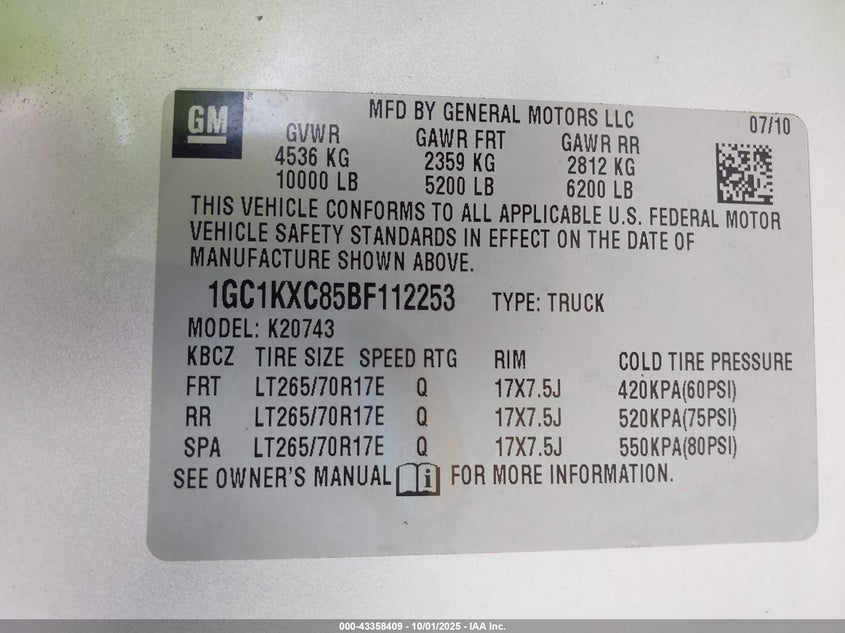 GM
MFD BY GENERAL MOTORS LLC 07/10
GVWR GAWR FRT GAWR RR
4536 KG 2359 KG 2812 KG
10000 LB 5200 LB 6200 LB
THIS VEHICLE CONFORMS TO ALL APPLICABLE U.S. FEDERAL MOTOR
VEHICLE SAFETY STANDARDS IN EFFECT ON THE DATE OF
MANUFACTURE SHOWN ABOVE.
1GC1KXC85BF112253 TYPE: TRUCK
MODEL: K20743
KBCZ TIRE SIZE SPEED RTG RIM COLD TIRE PRESSURE
FRT LT265/70R17E Q 17X7.5J 420KPA(60PSI)
RR LT265/70R17E Q 17X7.5J 520KPA(75PSI)
SPA LT265/70R17E Q 17X7.5J 550KPA(80PSI)
SEE OWNER'S MANUAL i FOR MORE INFORMATION.
000-43358409 - 10/01/2025 - IAA Inc.